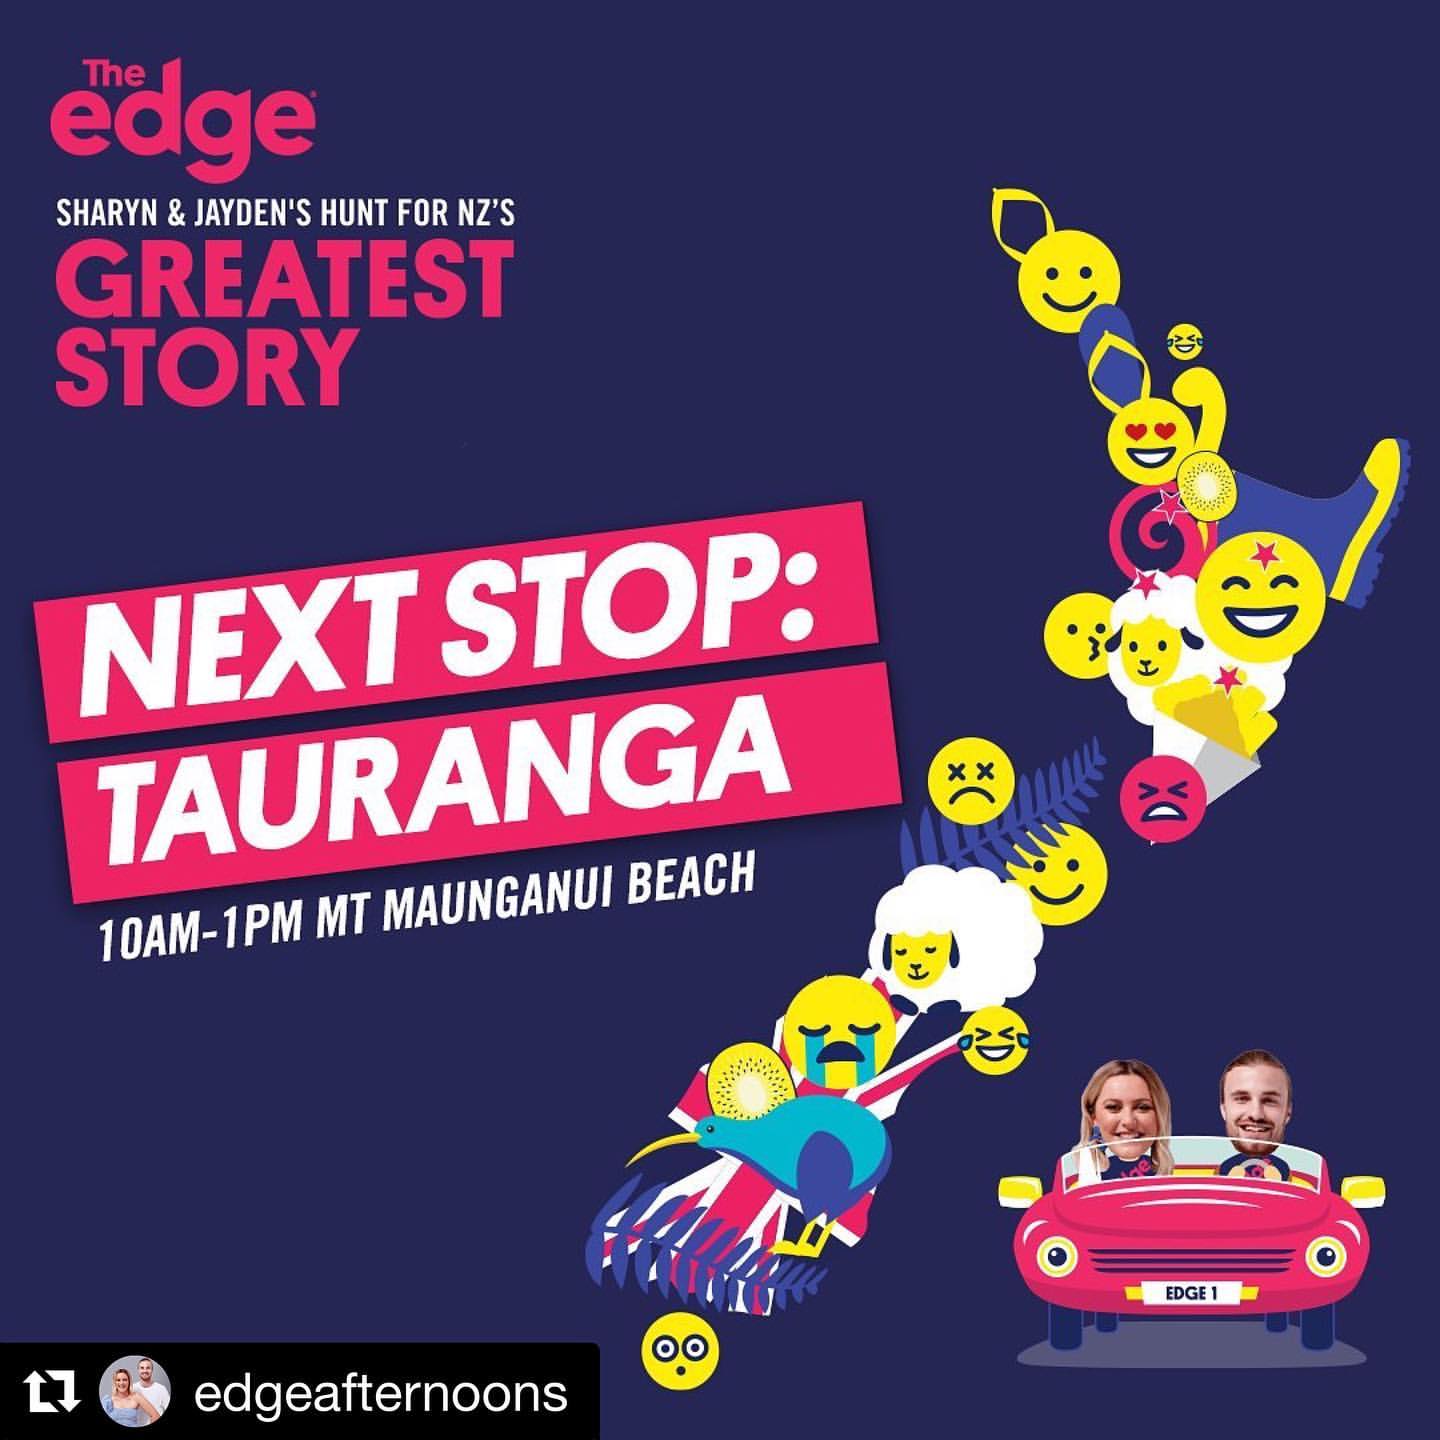 The
edge
SHARYN & JAYDEN'S HUNT FOR NZ'S
GREATEST
STORY
NEXT STOP:
TAURANGA
10AM-1PM MT MAUNGANUI BEACH
edge
EDGE 1
edgeafternoons